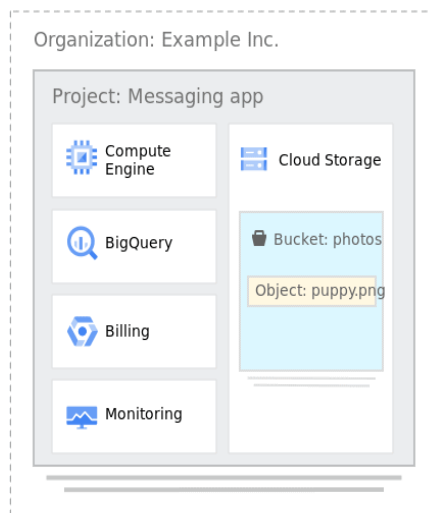 Organization: Example Inc.
Project: Messaging app
Compute
Engine
BigQuery
Billing
Monitoring
Cloud Storage
Bucket: photos
Object: puppy.png